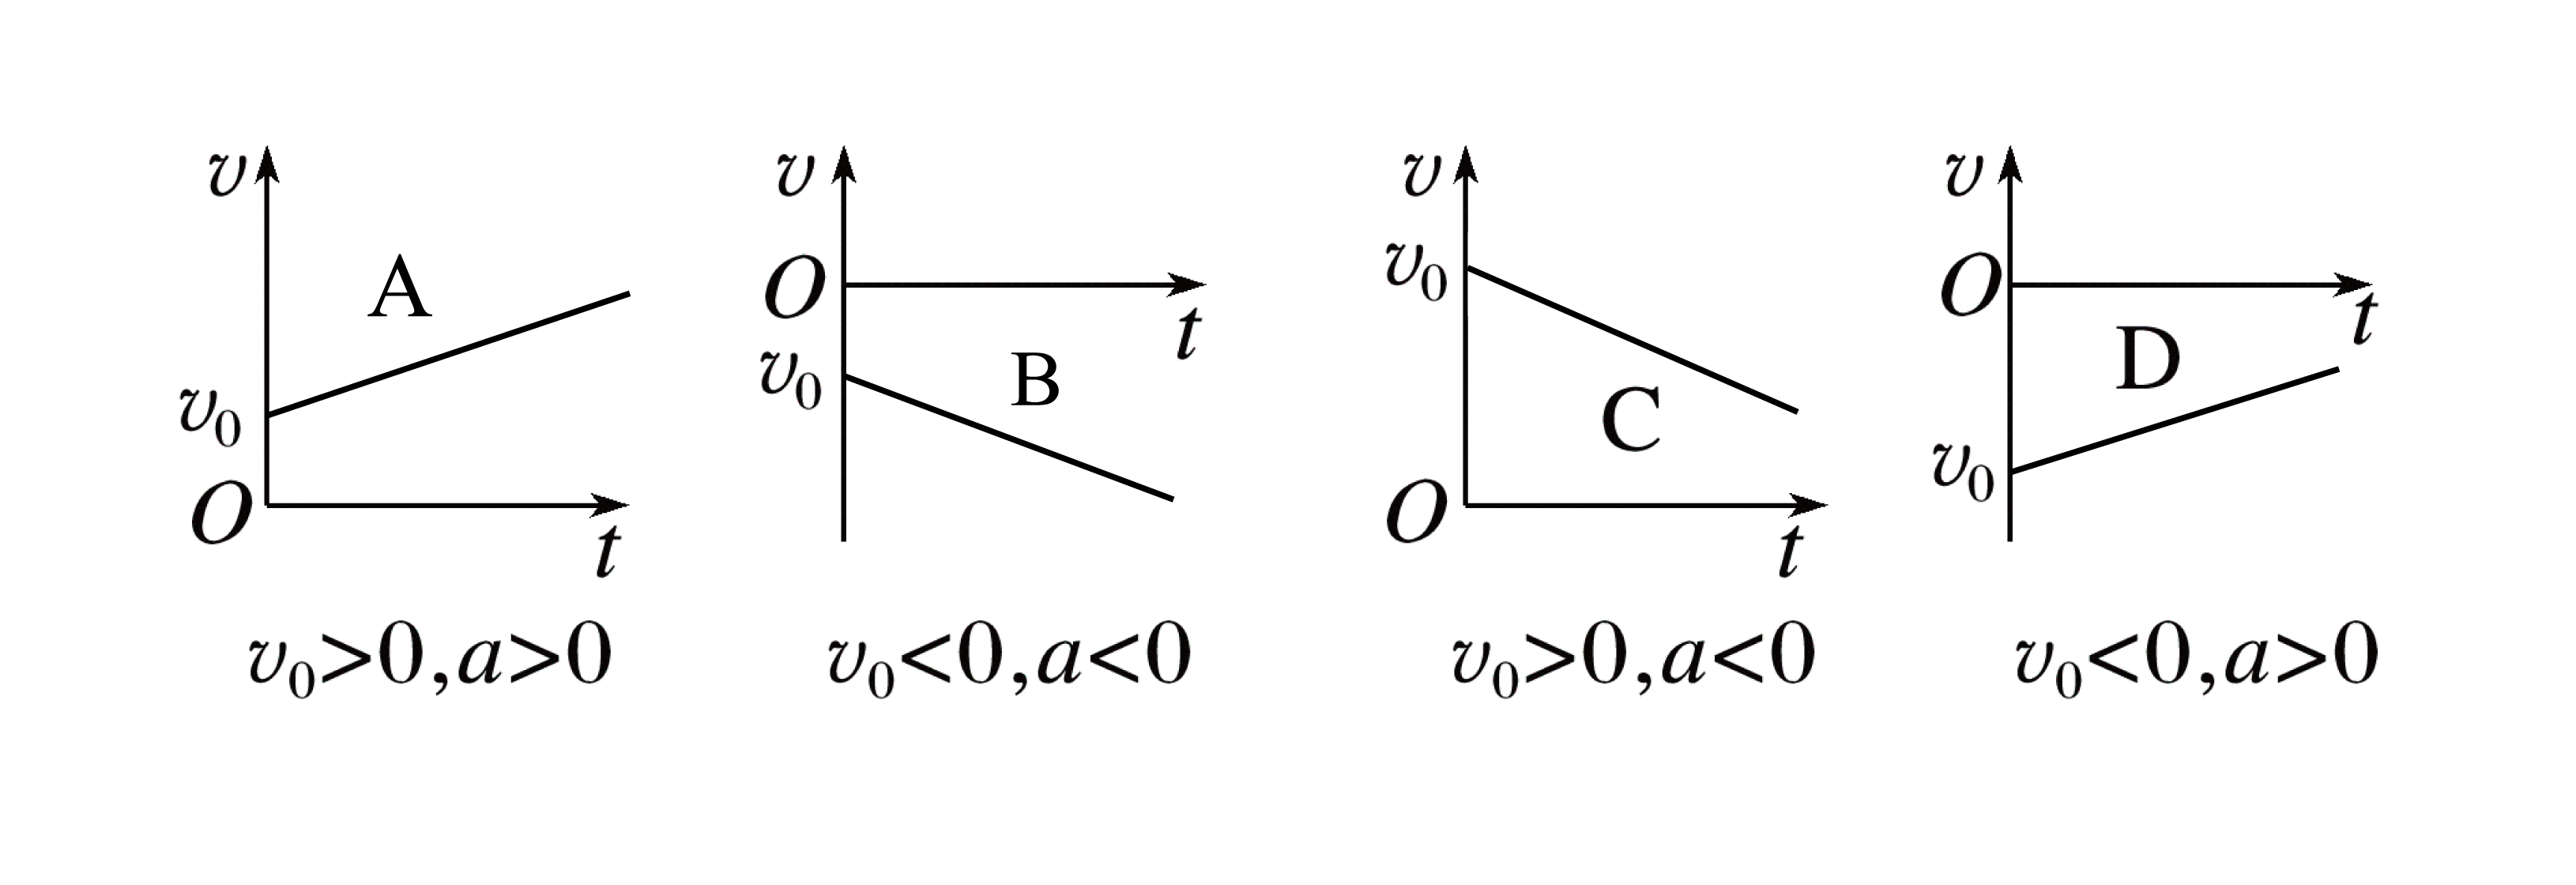 v
A
v₀
O
t
v₀>0,a>0
v
O
t
v₀
B
v₀<0,a<0
v
v₀
C
O
t
v₀>0,a<0
v
O
t
D
v₀
v₀<0,a>0